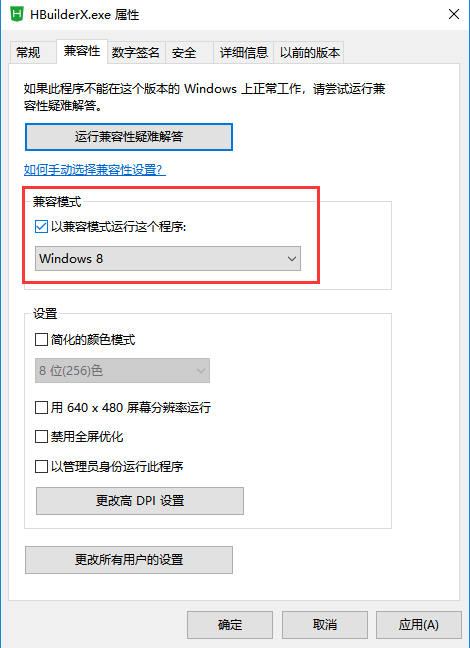 HBuilderX.exe 属性
常规 兼容性 数字签名 安全 详细信息 以前的版本
如果此程序不能在这个版本的 Windows 上正常工作，请尝试运行兼
容性疑难解答。
运行兼容性疑难解答
如何手动选择兼容性设置?
兼容模式
以兼容模式运行这个程序:
Windows 8
设置
简化的颜色模式
8 位(256)色
用 640 x 480 屏幕分辨率运行
禁用全屏优化
以管理员身份运行此程序
更改高 DPI 设置
更改所有用户的设置
确定 取消 应用(A)